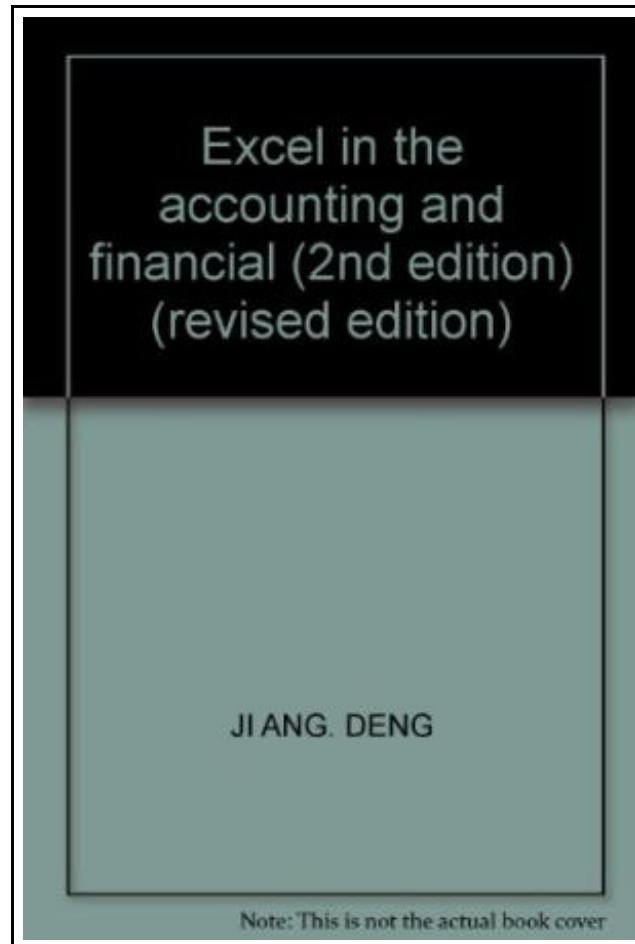 Excel in the
accounting and
financial (2nd edition)
(revised edition)
JI ANG. DENG
Note: This is not the actual book cover